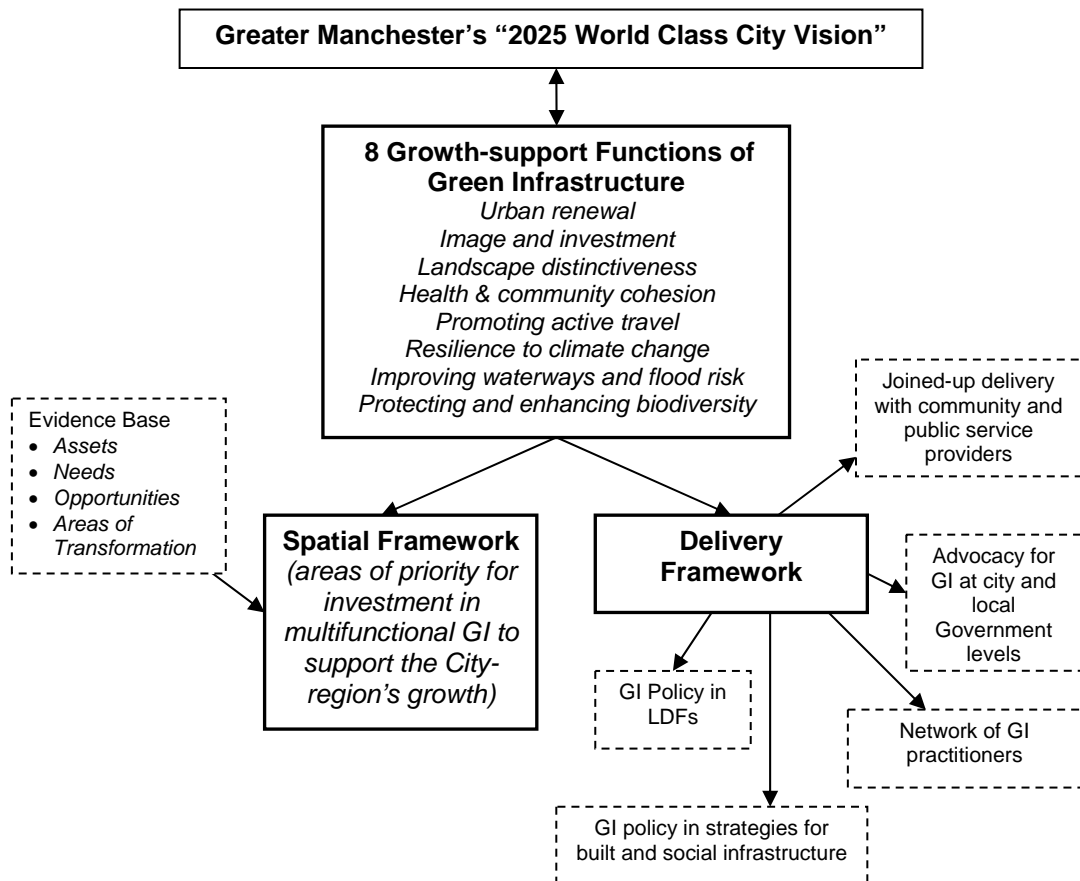 Greater Manchester’s “2025 World Class City Vision”
8 Growth-support Functions of
Green Infrastructure
Urban renewal
Image and investment
Landscape distinctiveness
Health & community cohesion
Promoting active travel
Resilience to climate change
Improving waterways and flood risk
Protecting and enhancing biodiversity
Evidence Base
• Assets
• Needs
• Opportunities
• Areas of
Transformation
Spatial Framework
(areas of priority for
investment in
multifunctional GI to
support the City-
region’s growth)
Delivery
Framework
Joined-up delivery
with community and
public service
providers
Advocacy for
GI at city and
local
Government
levels
GI Policy in
LDFs
Network of GI
practitioners
GI policy in strategies for
built and social infrastructure